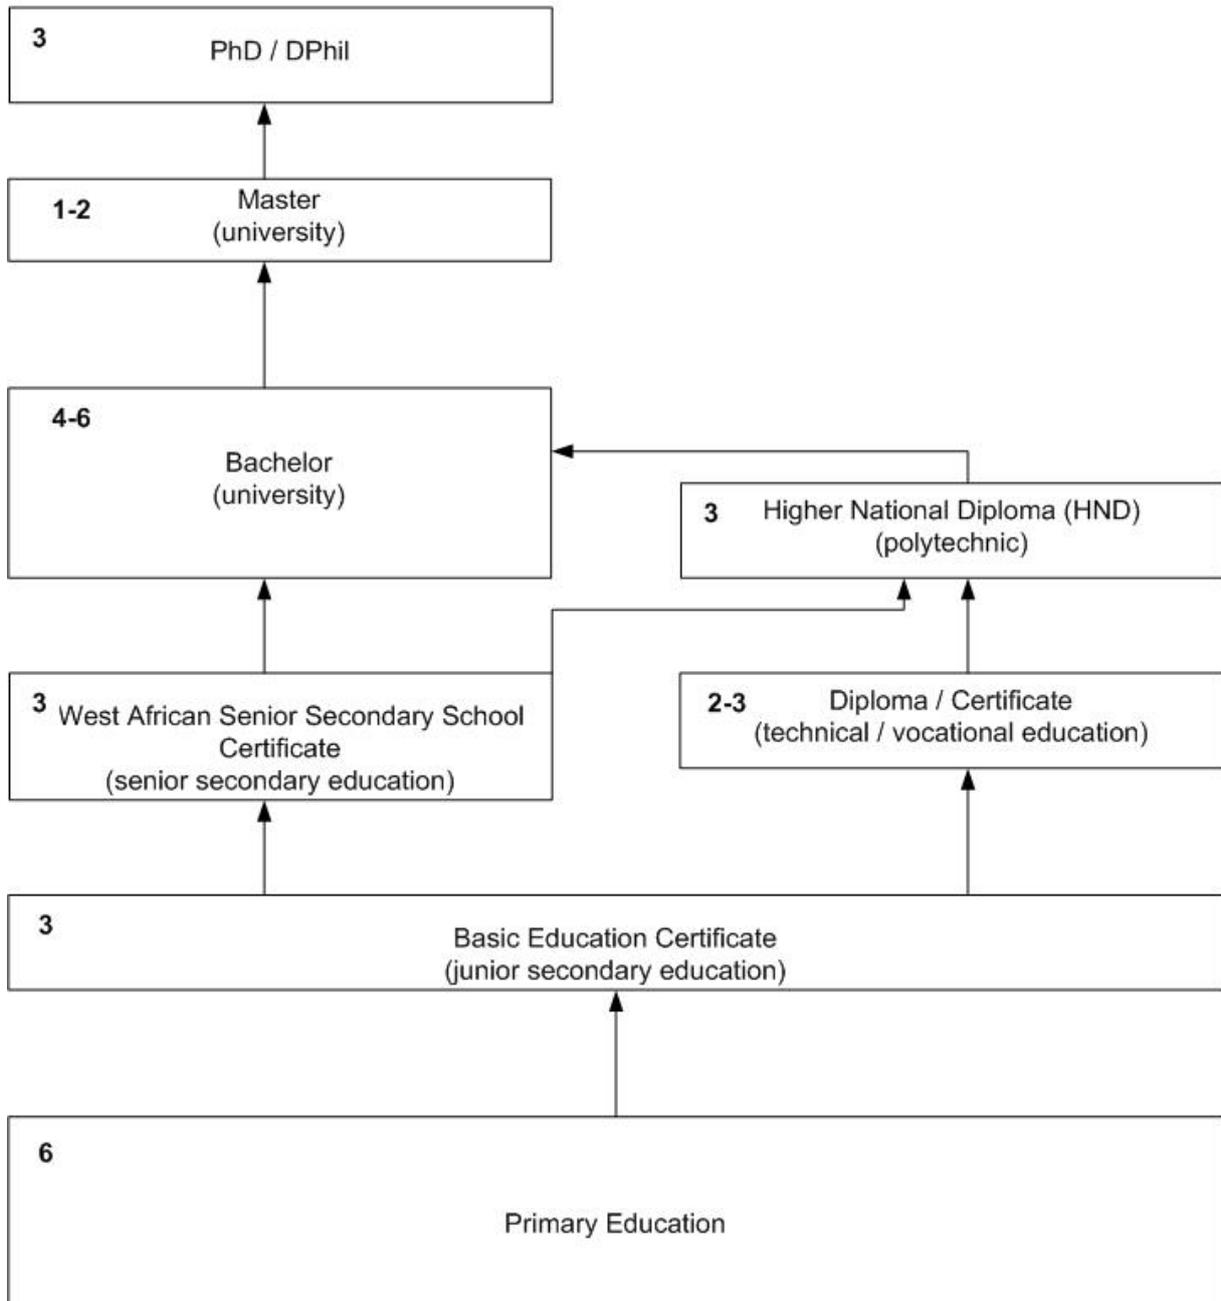 3
PhD / DPhil
1-2
Master
(university)
4-6
Bachelor
(university)
3
Higher National Diploma (HND)
(polytechnic)
3
West African Senior Secondary School
Certificate
(senior secondary education)
2-3
Diploma / Certificate
(technical / vocational education)
3
Basic Education Certificate
(junior secondary education)
6
Primary Education